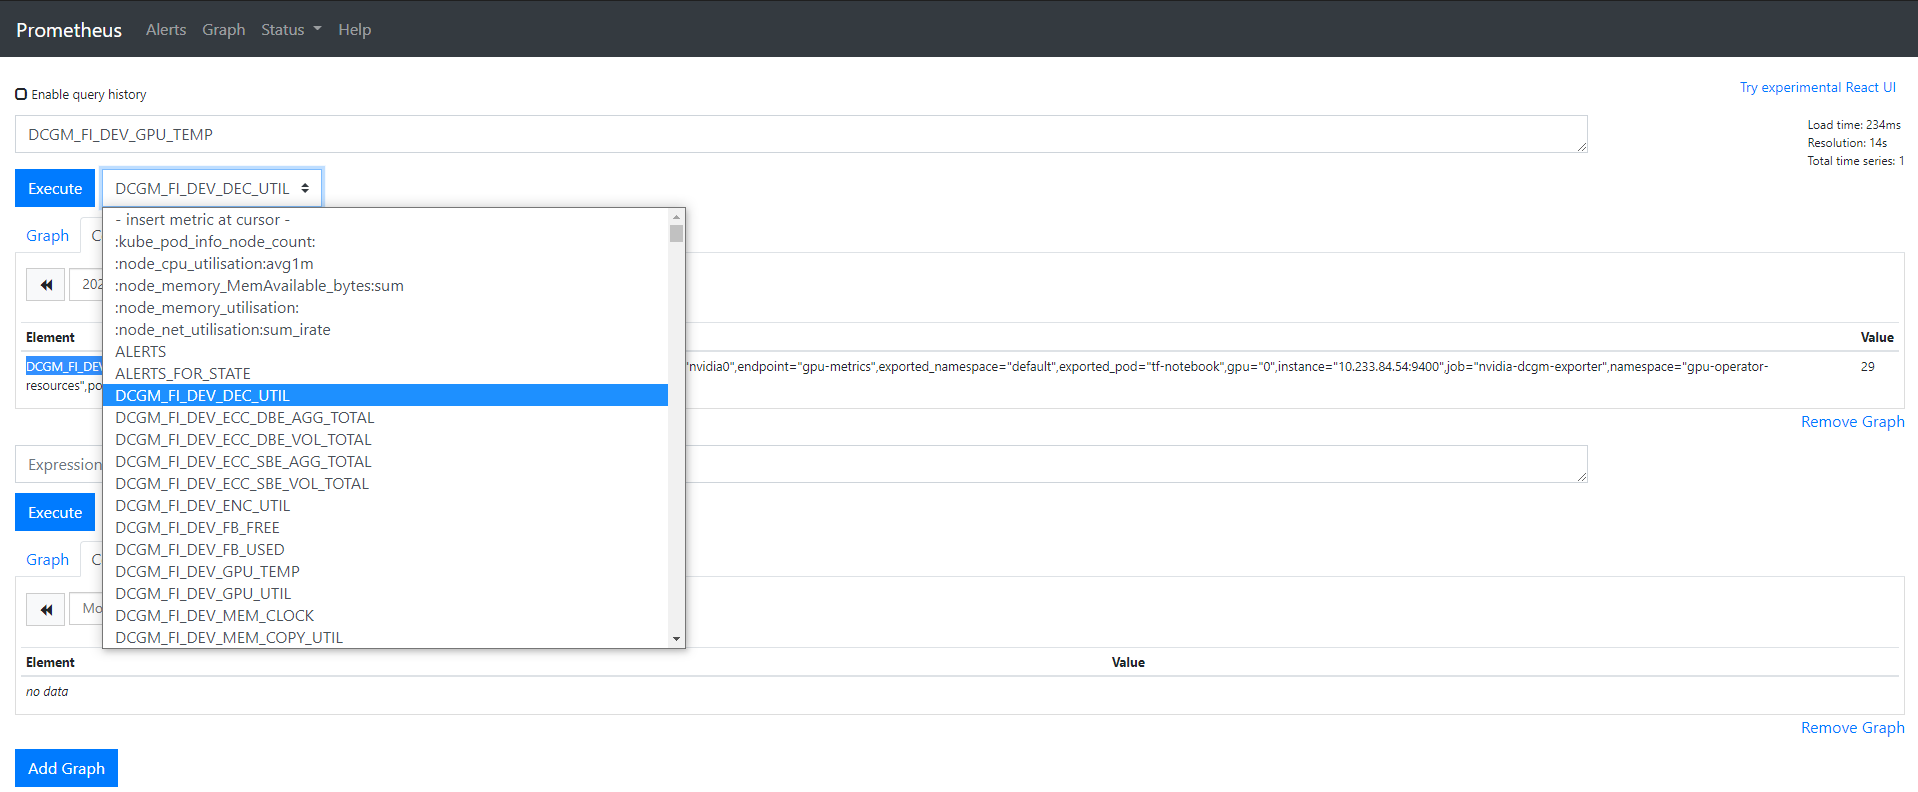 Prometheus Alerts Graph Status Help
Enable query history
Try experimental React UI
DCGM_FI_DEV_GPU_TEMP
Load time: 234ms
Resolution: 14s
Total time series: 1
Execute DCGM_FI_DEV_DEC_UTIL
- insert metric at cursor -
:kube_pod_info_node_count:
:node_cpu_utilisation:avg1m
:node_memory_MemAvailable_bytes:sum
:node_memory_utilisation:
:node_net_utilisation:sum_irate
ALERTS
ALERTS_FOR_STATE
DCGM_FI_DEV_DEC_UTIL
DCGM_FI_DEV_ECC_DBE_AGG_TOTAL
DCGM_FI_DEV_ECC_DBE_VOL_TOTAL
DCGM_FI_DEV_ECC_SBE_AGG_TOTAL
DCGM_FI_DEV_ECC_SBE_VOL_TOTAL
DCGM_FI_DEV_ENC_UTIL
DCGM_FI_DEV_FB_FREE
DCGM_FI_DEV_FB_USED
DCGM_FI_DEV_GPU_TEMP
DCGM_FI_DEV_GPU_UTIL
DCGM_FI_DEV_MEM_CLOCK
DCGM_FI_DEV_MEM_COPY_UTIL
Graph C
202
Element Value
DCGM_FI_DEV "nvidia0",endpoint="gpu-metrics",exported_namespace="default",exported_pod="tf-notebook",gpu="0",instance="10.233.84.54:9400",job="nvidia-dcgm-exporter",namespace="gpu-operator- 29
resources",po
Remove Graph
Expression
Execute
Graph C
Mo
Element Value
no data
Remove Graph
Add Graph